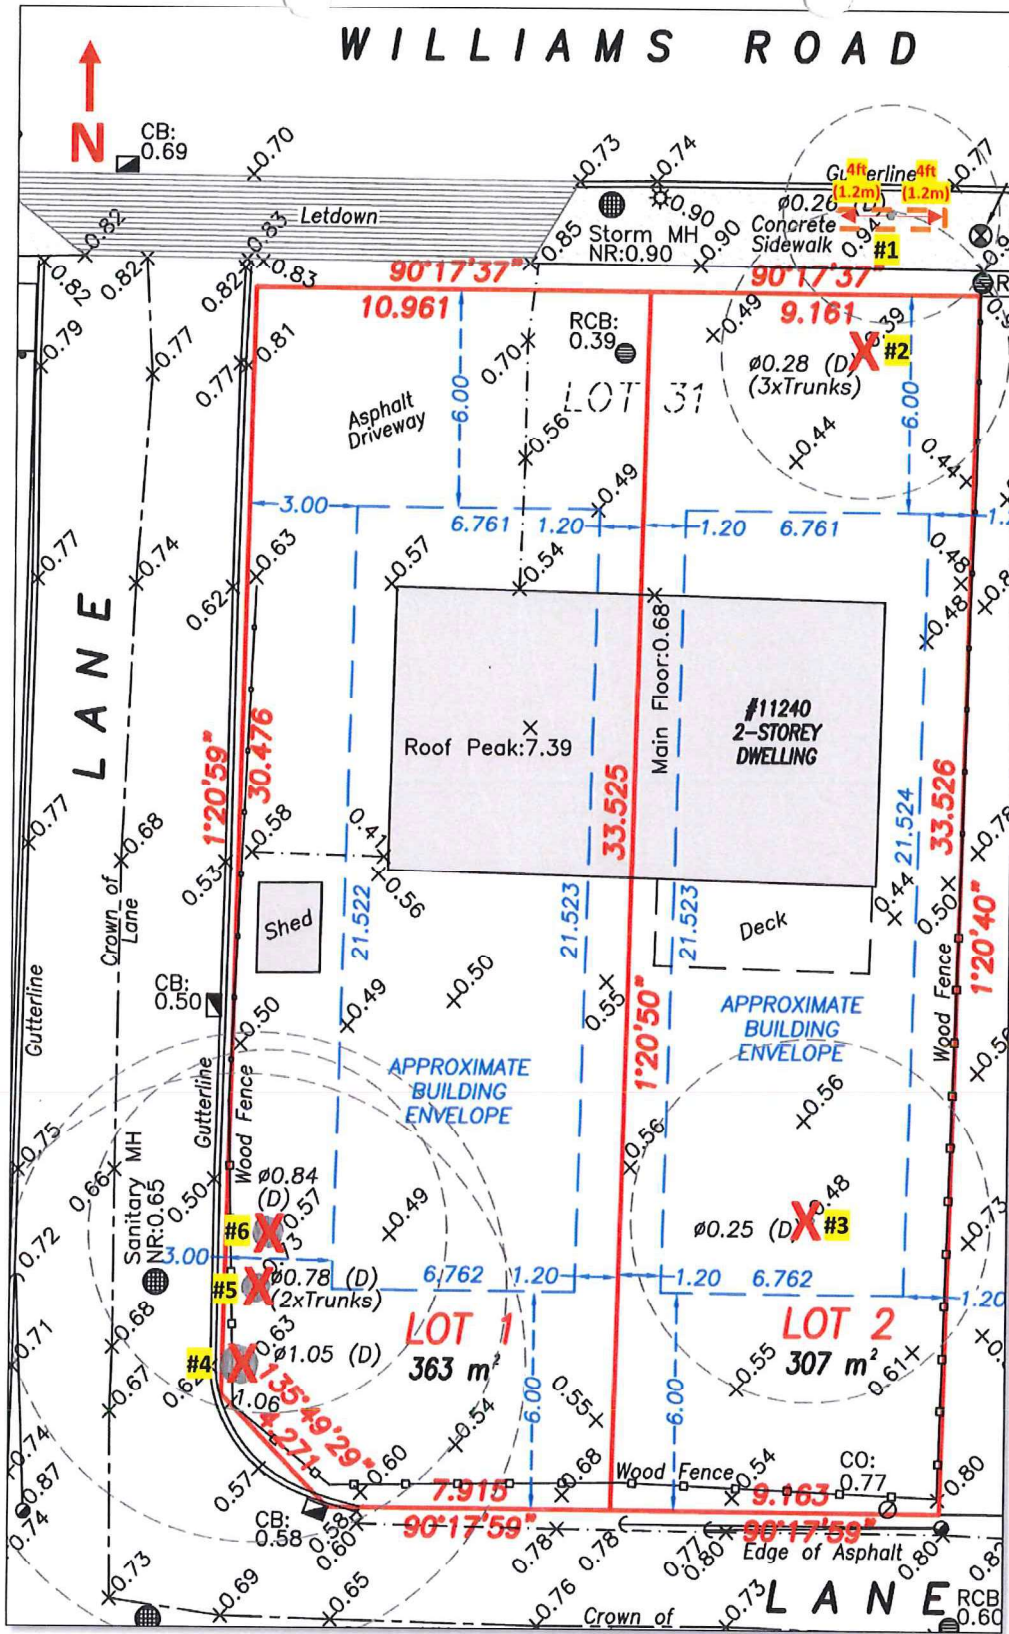 WILLIAMS ROAD
N
CB:
0.69
0.70
0.73
0.74
0.77
Gutterline
4ft
(1.2m)
4ft
(1.2m)
Letdown
0.82
0.83
0.85
Storm MH
NR:0.90
0.90
0.90
Concrete
Sidewalk
0.94
#1
0.82
0.82
0.82
0.83
90°17'37"
10.961
90°17'37"
9.161
0.79
0.77
0.77
0.81
6.00
0.70
RCB:
0.39
0.49
ø0.28 (D)
(3xTrunks)
#2
6.00
Asphalt
Driveway
LOT 31
0.56
0.44
0.44
3.00
6.761
1.20
0.49
1.20
6.761
0.77
0.74
0.62
0.63
0.57
0.54
0.48
0.48
LANE
Main Floor:0.68
#11240
2-STOREY
DWELLING
Roof Peak:7.39
1°20'59"
30.476
33.525
21.524
33.526
0.77
0.68
0.53
0.58
0.41
0.56
0.78
0.44
0.50
Crown of
Lane
Shed
21.522
21.523
21.523
Deck
1°20'40"
Gutterline
CB:
0.50
0.50
0.49
0.50
0.55
1°20'50"
APPROXIMATE
BUILDING
ENVELOPE
Wood Fence
Gutterline
Wood Fence
APPROXIMATE
BUILDING
ENVELOPE
0.56
0.56
0.75
0.66
Sanitary MH
NR:0.65
0.50
ø0.84
(D)
0.57
#6
0.49
ø0.25 (D)
0.48
#3
0.73
0.72
3.00
#5
ø0.78 (D)
(2xTrunks)
6.762
1.20
1.20
6.762
1.20
0.71
0.68
#4
0.63
ø1.05 (D)
LOT 1
363 m²
LOT 2
307 m²
0.61
0.55
0.67
1.06
135°49'29"
4.271
6.00
0.55
6.00
0.54
0.74
0.87
0.74
0.57
0.60
0.68
Wood Fence
0.54
CO:
0.77
0.80
7.915
9.163
CB:
0.58
0.58
0.60
90°17'59"
90°17'59"
0.78
0.78
0.77
0.80
Edge of Asphalt
0.80
0.73
0.69
0.65
0.76
Crown of
0.73
LANE
RCB
0.60